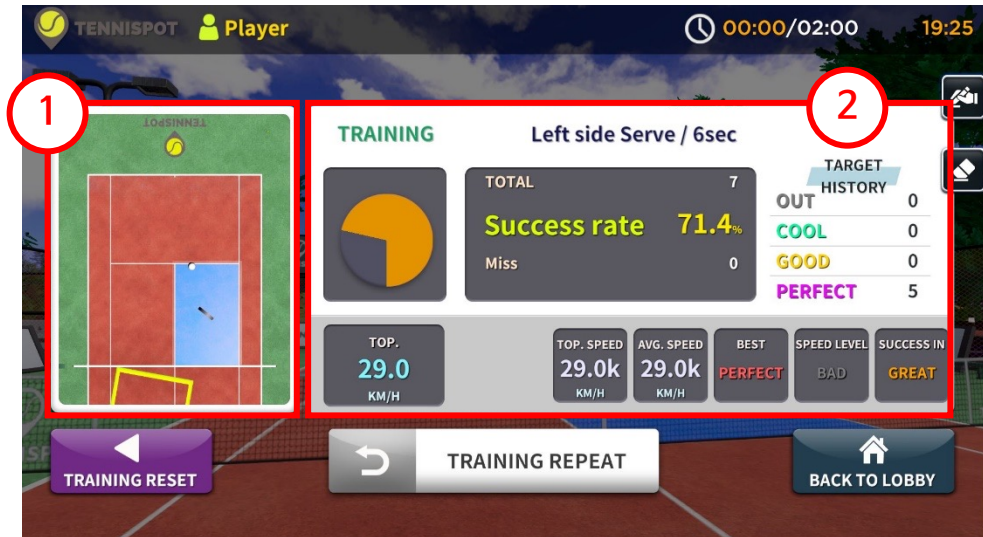 TENNISPOT Player 00:00/02:00 19:25
1
2
TENNISPOT
TRAINING
Left side Serve / 6sec
TOTAL 7
Success rate 71.4%
Miss 0
TARGET
HISTORY
OUT 0
COOL 0
GOOD 0
PERFECT 5
TOP.
29.0
KM/H
TOP. SPEED
29.0k
KM/H
AVG. SPEED
29.0k
KM/H
BEST
PERFECT
SPEED LEVEL
BAD
SUCCESS IN
GREAT
TRAINING RESET
TRAINING REPEAT
BACK TO LOBBY